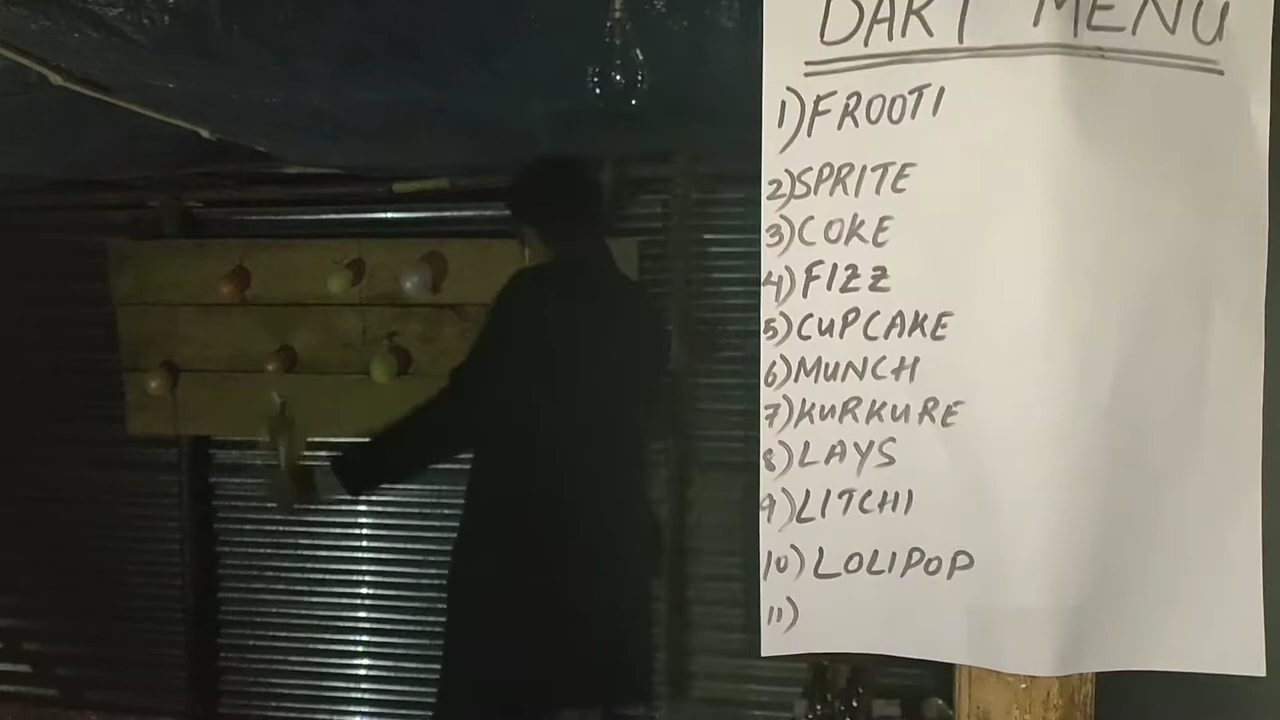 DART MENU
1) FROOTI
2) SPRITE
3) COKE
4) FIZZ
5) CUPCAKE
6) MUNCH
7) KURKURE
8) LAYS
9) LITCHI
10) LOLIPOP
11)